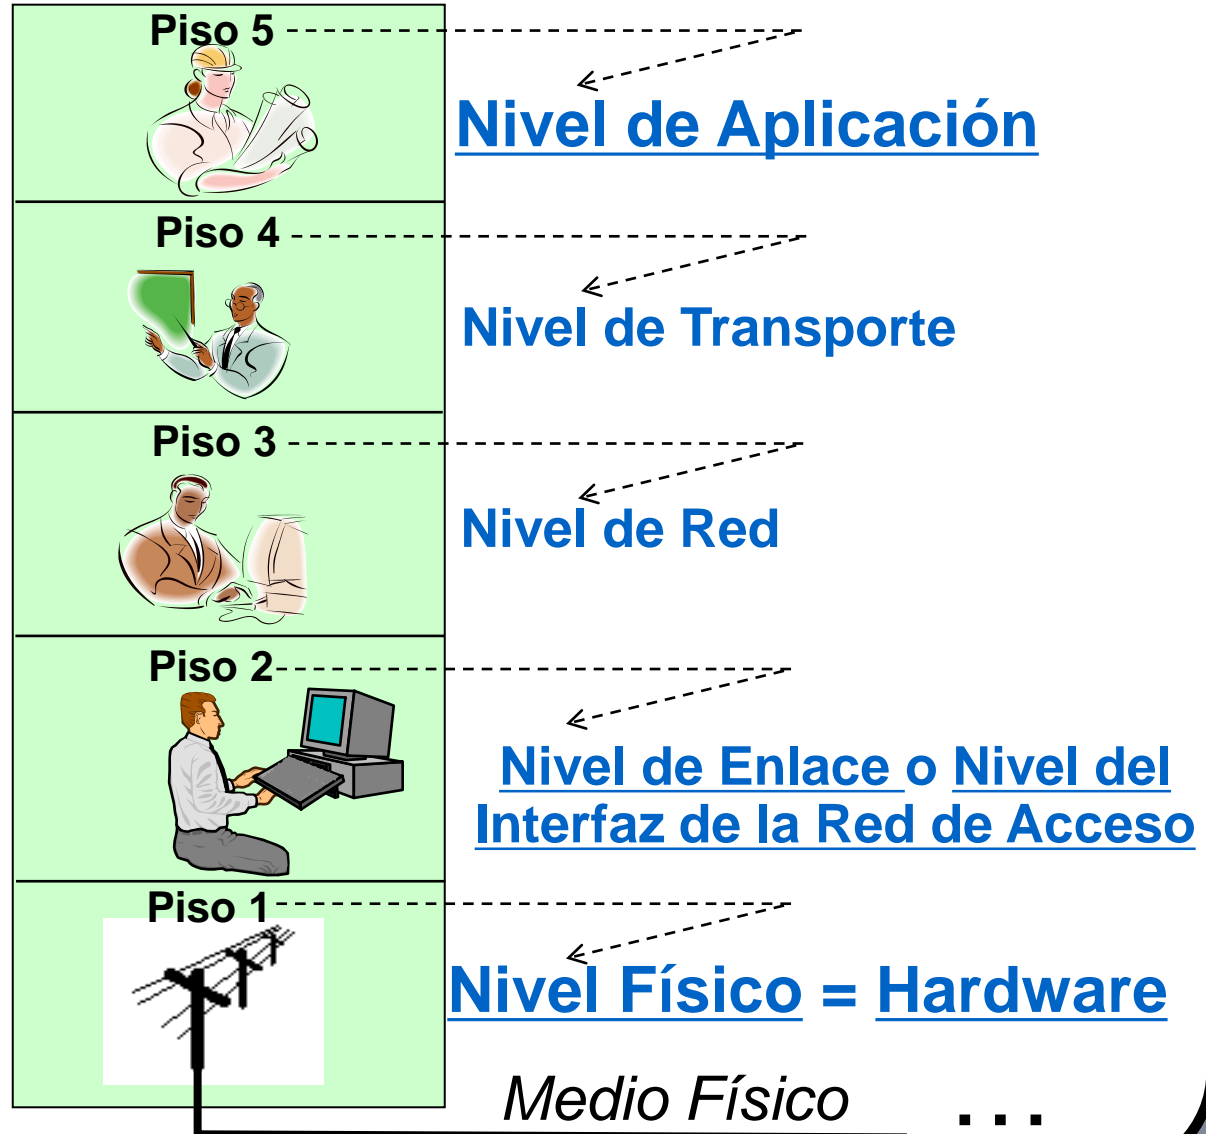 Piso 5
Nivel de Aplicación
Piso 4
Nivel de Transporte
Piso 3
Nivel de Red
Piso 2
Nivel de Enlace o Nivel del
Interfaz de la Red de Acceso
Piso 1
Nivel Físico = Hardware
Medio Físico ...